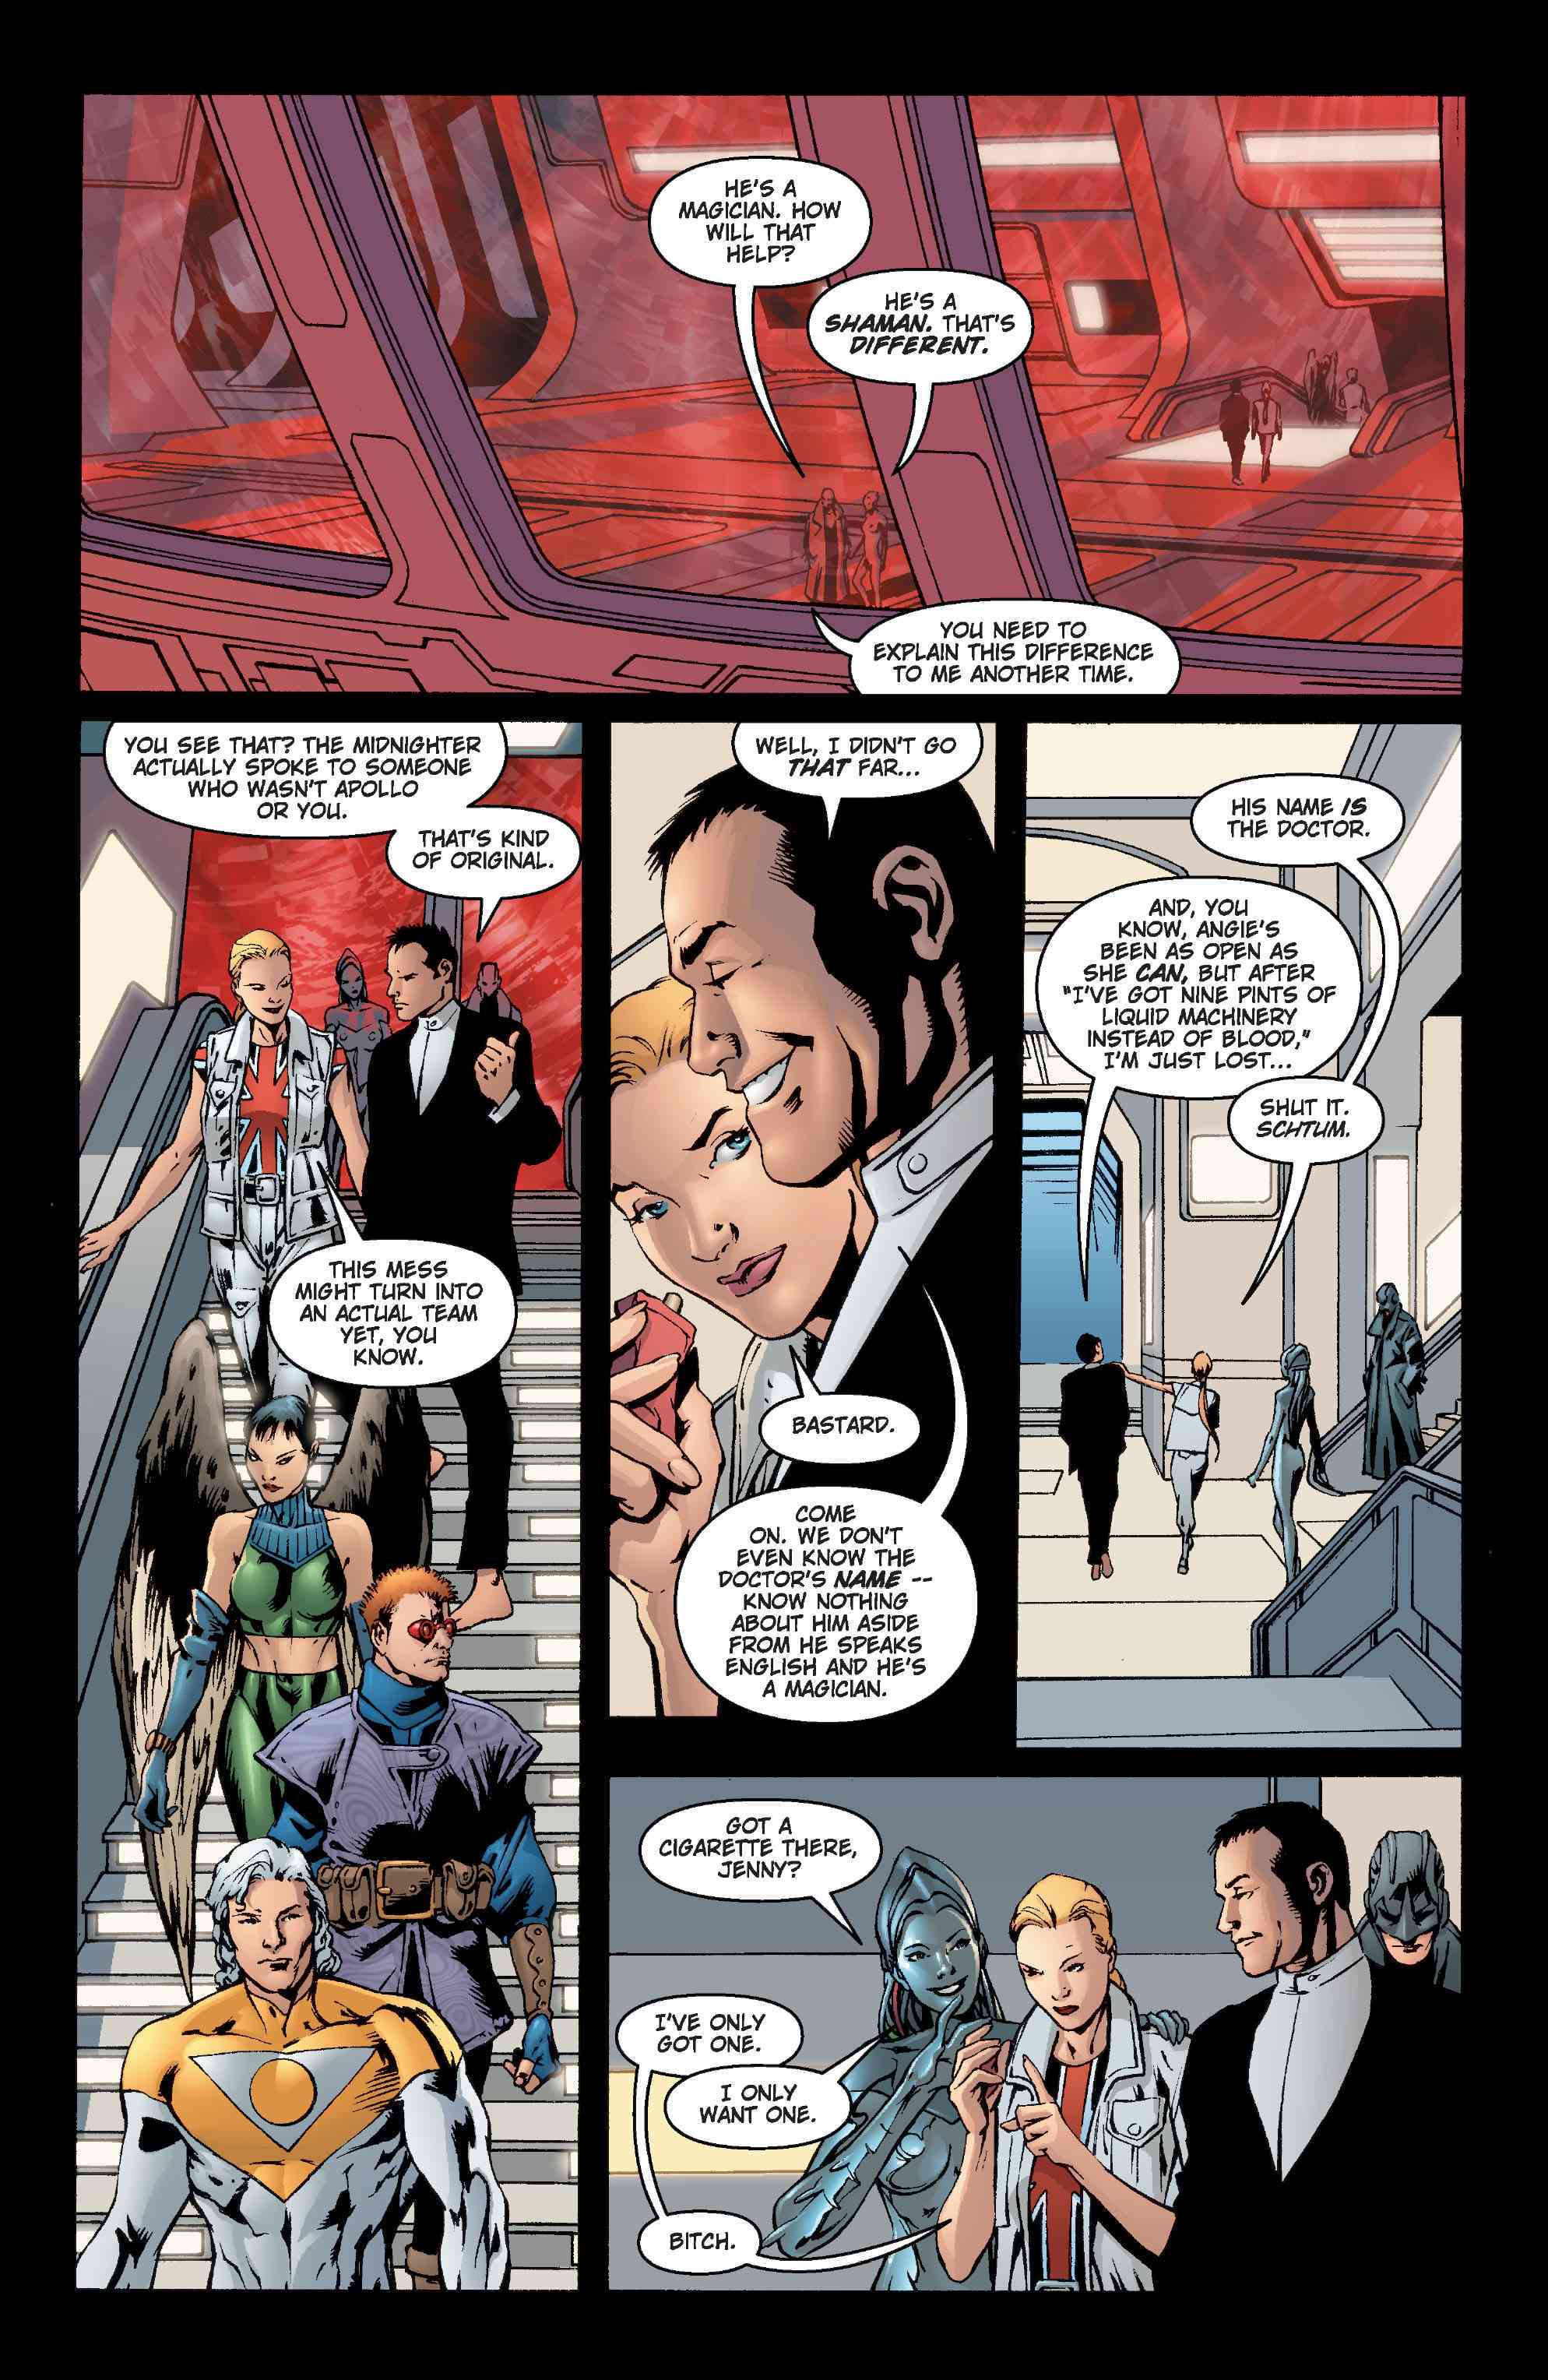 HE'S A
MAGICIAN. HOW
WILL THAT
HELP?
HE'S A
SHAMAN. THAT'S
DIFFERENT.
YOU NEED TO
EXPLAIN THIS DIFFERENCE
TO ME ANOTHER TIME.
YOU SEE THAT? THE MIDNIGHTER
ACTUALLY SPOKE TO SOMEONE
WHO WASN'T APOLLO
OR YOU.
THAT'S KIND
OF ORIGINAL.
THIS MESS
MIGHT TURN INTO
AN ACTUAL TEAM
YET, YOU
KNOW.
WELL, I DIDN'T GO
THAT FAR...
BASTARD.
COME
ON. WE DON'T
EVEN KNOW THE
DOCTOR'S NAME --
KNOW NOTHING
ABOUT HIM ASIDE
FROM HE SPEAKS
ENGLISH AND HE'S
A MAGICIAN.
HIS NAME IS
THE DOCTOR.
AND, YOU
KNOW, ANGIE'S
BEEN AS OPEN AS
SHE CAN, BUT AFTER
"I'VE GOT NINE PINTS OF
LIQUID MACHINERY
INSTEAD OF BLOOD,"
I'M JUST LOST...
SHUT IT.
SCHTUM.
GOT A
CIGARETTE THERE,
JENNY?
I'VE ONLY
GOT ONE.
I ONLY
WANT ONE.
BITCH.